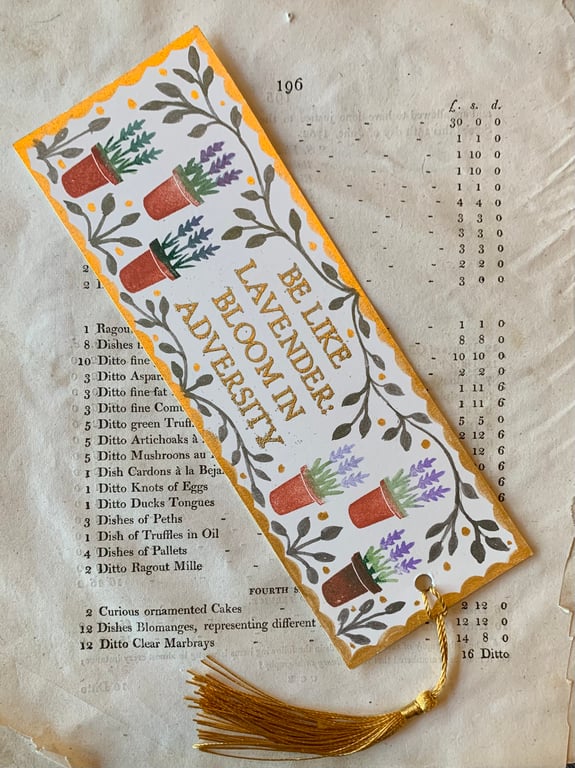 196
£. s. d.
30 0 0
1 1 0
1 10 0
1 10 0
1 1 0
4 4 0
3 3 0
3 3 0
3 3 0
2 2 2 0
2 3 0 0
BE LIKE
LAVENDER:
BLOOM IN
ADVERSITY
1 Ragou 1 1 0
8 Dishes 8 8 0
10 Ditto fine 10 10 0
3 Ditto Aspar 2 2 0
3 Ditto fine fat 1 11 6
3 Ditto fine Com 1 11 6
5 Ditto green Truff 5 5 0
5 Ditto Artichoaks à 2 12 6
5 Ditto Mushrooms au 12 6
1 Dish Cardons à la Beja 0
1 Ditto Knots of Eggs 6
1 Ditto Ducks Tongues 6
3 Dishes of Peths
1 Dish of Truffles in Oil
4 Dishes of Pallets
2 Ditto Ragout Mille
FOURTH S
2 Curious ornamented Cakes 2 12 0
12 Dishes Blomanges, representing different 12 0
12 Ditto Clear Marbrays 14 8 0
16 Ditto